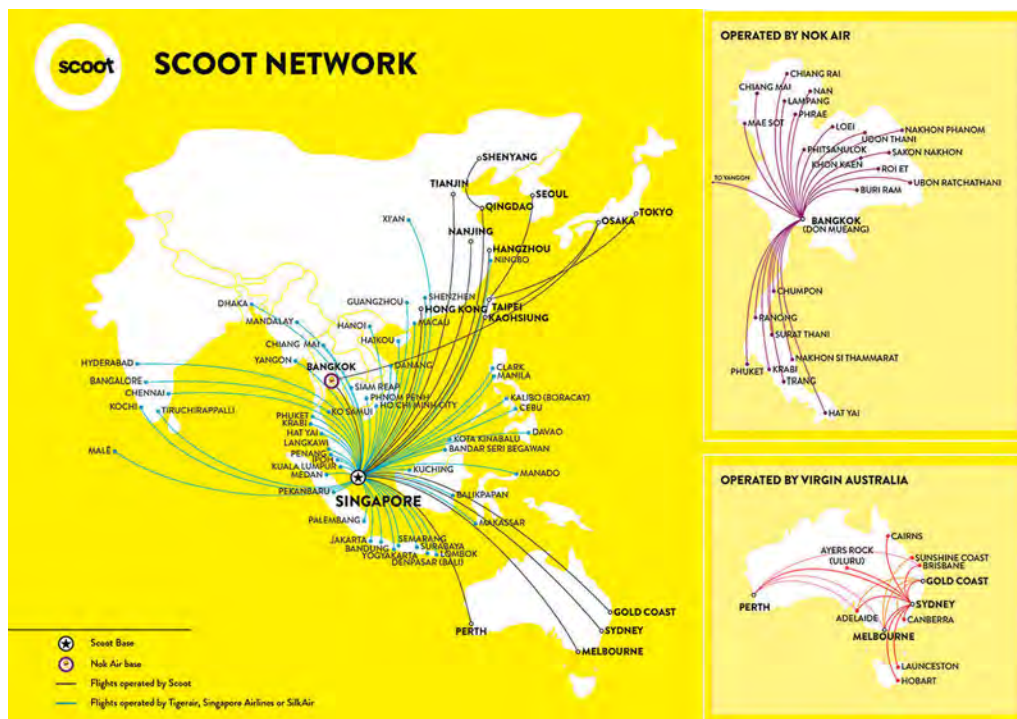 scoot
SCOOT NETWORK
SHENYANG
TIANJIN
SEOUL
QINGDAO
TOKYO
OSAKA
XI'AN
NANJING
HANGZHOU
NINGBO
DHAKA
GUANGZHOU
SHENZHEN
HONG KONG
TAIPEI
KAOHSIUNG
MANDALAY
HANOI
MACAU
CHIANG MAI
HAIKOU
HYDERABAD
YANGON
BANGKOK
DANANG
CLARK
MANILA
BANGALORE
SIAM REAP
CHENNAI
PHNOM PENH
KALIBO (BORACAY)
KOCHI
TIRUCHIRAPPALLI
KO SAMUI
HO CHI MINH CITY
CEBU
PHUKET
KRABI
HAT YAI
DAVAO
KOTA KINABALU
LANGKAWI
BANDAR SERI BEGAWAN
MALÉ
PENANG
IPOH
KUALA LUMPUR
KUCHING
MEDAN
MANADO
PEKANBARU
SINGAPORE
BALIKPAPAN
PALEMBANG
MAKASSAR
JAKARTA
SEMARANG
BANDUNG
SURABAYA
YOGYAKARTA
LOMBOK
DENPASAR (BALI)
GOLD COAST
PERTH
SYDNEY
MELBOURNE
Scoot Base
Nok Air base
Flights operated by Scoot
Flights operated by Tigerair, Singapore Airlines or SilkAir
OPERATED BY NOK AIR
CHIANG RAI
CHIANG MAI
NAN
LAMPANG
PHRAE
MAE SOT
LOEI
NAKHON PHANOM
UDON THANI
PHITSANULOK
SAKON NAKHON
KHON KAEN
ROI ET
TO YANGON
UBON RATCHATHANI
BURI RAM
BANGKOK
(DON MUEANG)
CHUMPON
RANONG
SURAT THANI
NAKHON SI THAMMARAT
PHUKET
KRABI
TRANG
HAT YAI
OPERATED BY VIRGIN AUSTRALIA
CAIRNS
AYERS ROCK
(ULURU)
SUNSHINE COAST
BRISBANE
GOLD COAST
PERTH
SYDNEY
ADELAIDE
CANBERRA
MELBOURNE
LAUNCESTON
HOBART